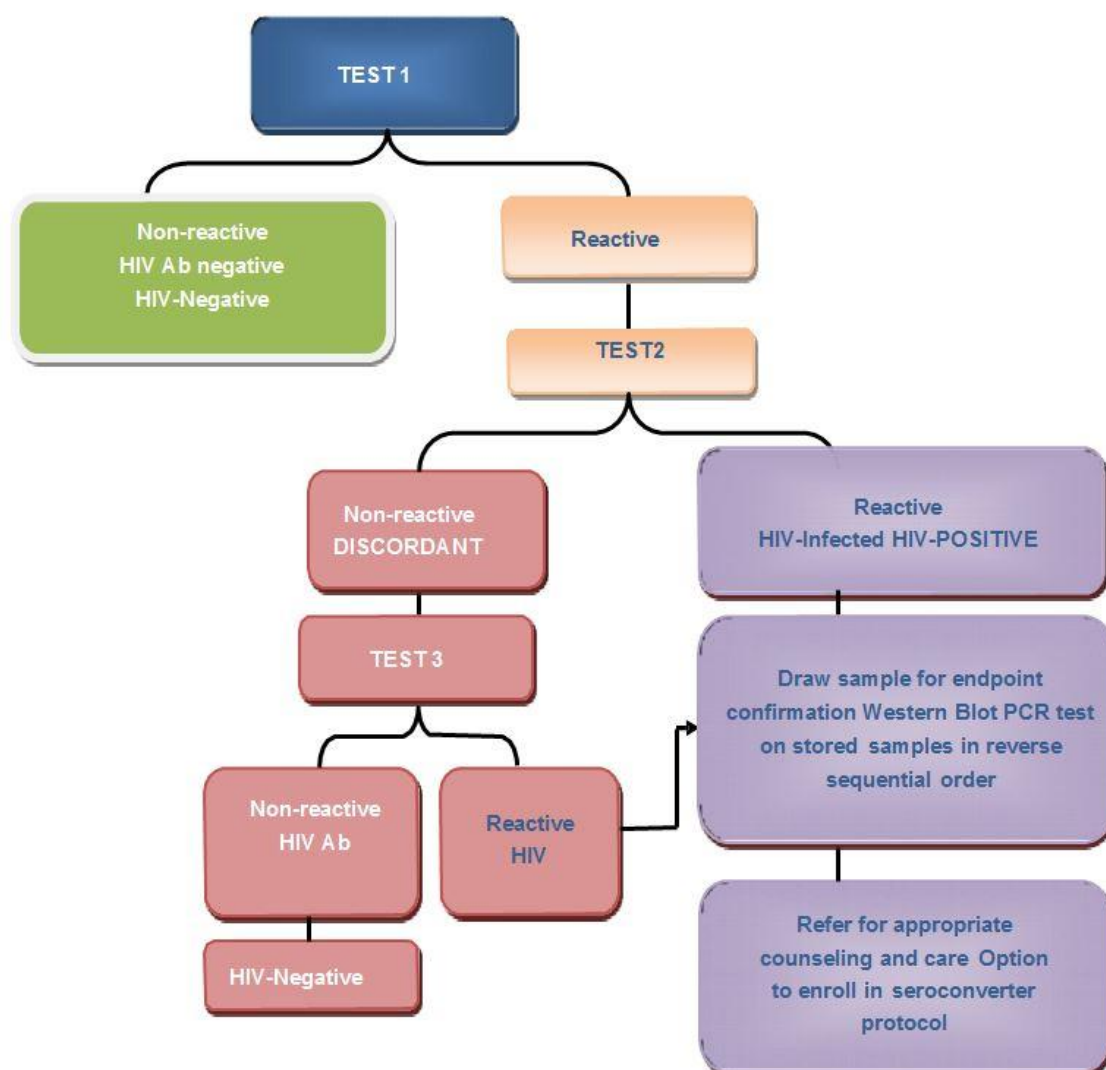 TEST 1
Non-reactive
HIV Ab negative
HIV-Negative
Reactive
TEST2
Non-reactive
DISCORDANT
Reactive
HIV-Infected HIV-POSITIVE
TEST 3
Draw sample for endpoint
confirmation Western Blot PCR test
on stored samples in reverse
sequential order
Non-reactive
HIV Ab
Reactive
HIV
HIV-Negative
Refer for appropriate
counseling and care Option
to enroll in seroconverter
protocol